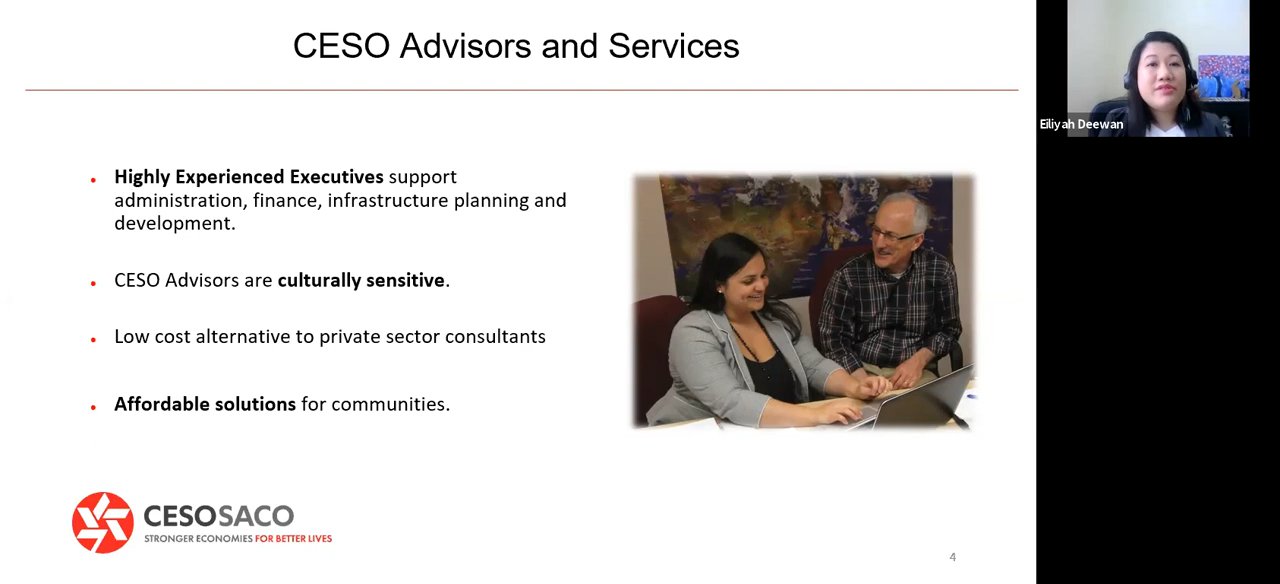 CESO Advisors and Services
Eiliyah Deewan
• Highly Experienced Executives support
administration, finance, infrastructure planning and
development.
• CESO Advisors are culturally sensitive.
• Low cost alternative to private sector consultants
• Affordable solutions for communities.
CESOSACO
STRONGER ECONOMIES FOR BETTER LIVES
4